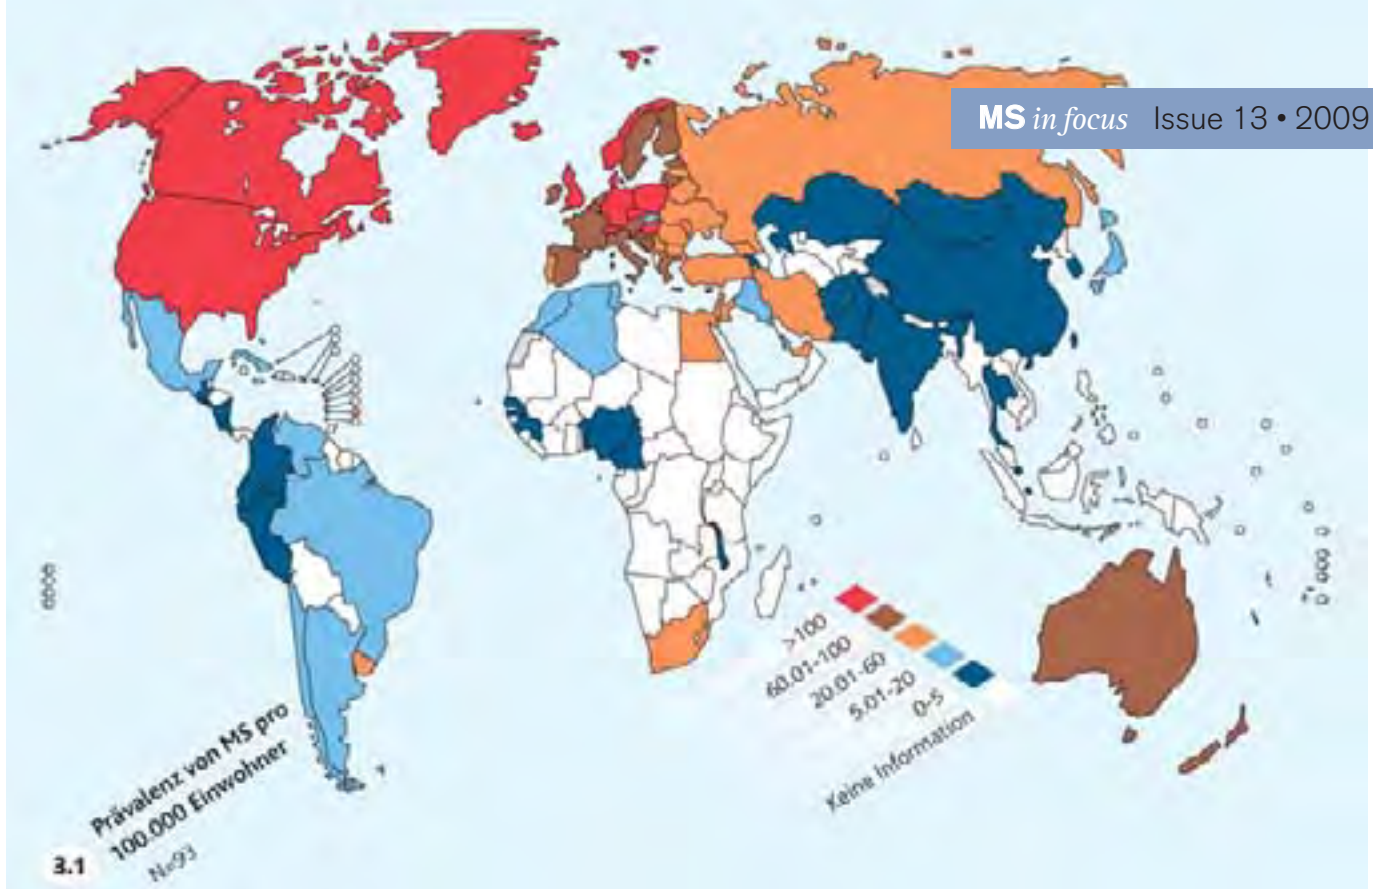 MS in focus Issue 13 • 2009
>100
60.01-100
20.01-60
5.01-20
0-5
Keine Information
Prävalenz von MS pro
100.000 Einwohner
N=93
3.1